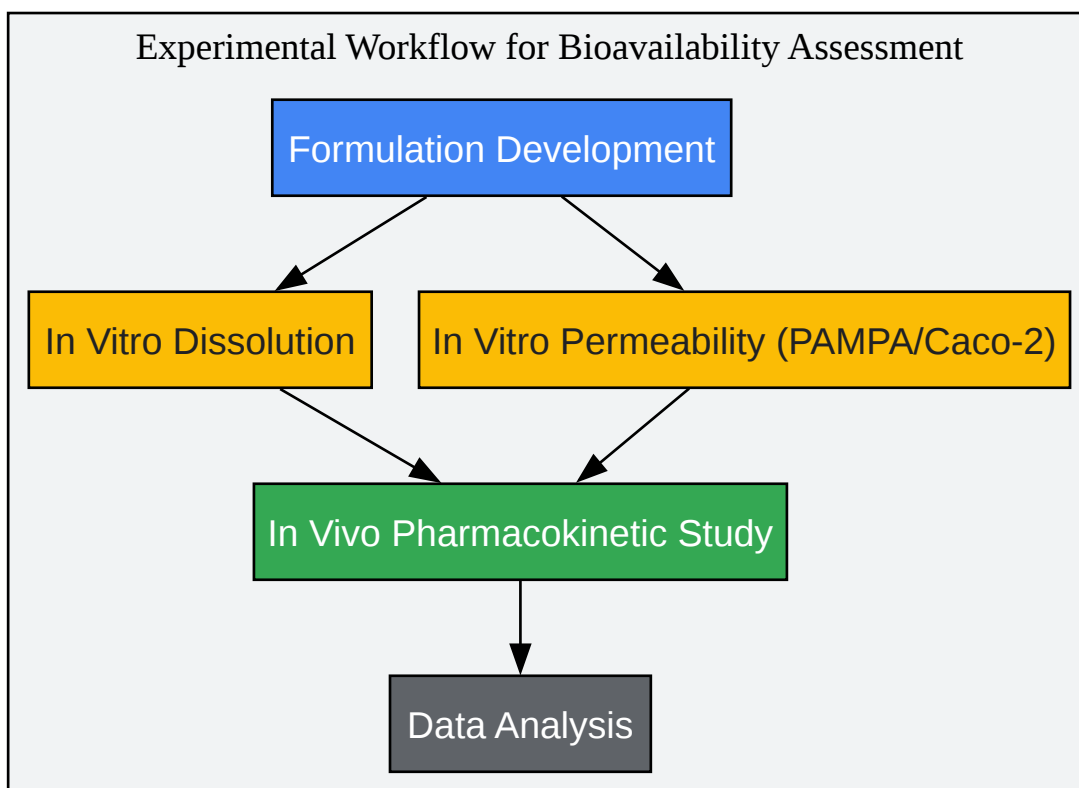 Experimental Workflow for Bioavailability Assessment
Formulation Development
In Vitro Dissolution
In Vitro Permeability (PAMPA/Caco-2)
In Vivo Pharmacokinetic Study
Data Analysis